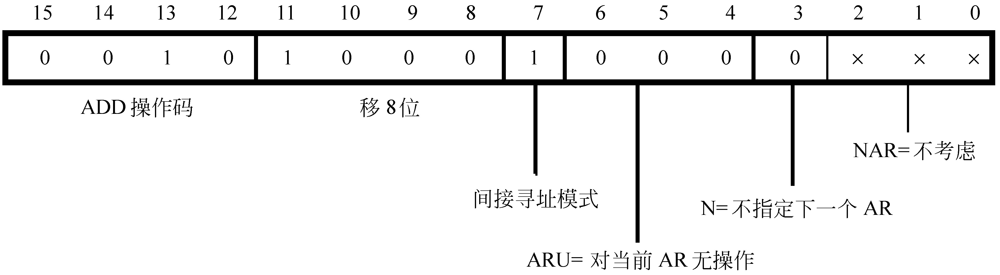 15 14 13 12 11 10 9 8 7 6 5 4 3 2 1 0
0 0 1 0 1 0 0 0 1 0 0 0 0 × × ×
ADD 操作码 移 8 位
NAR= 不考虑
间接寻址模式
N= 不指定下一个 AR
ARU= 对当前 AR 无操作